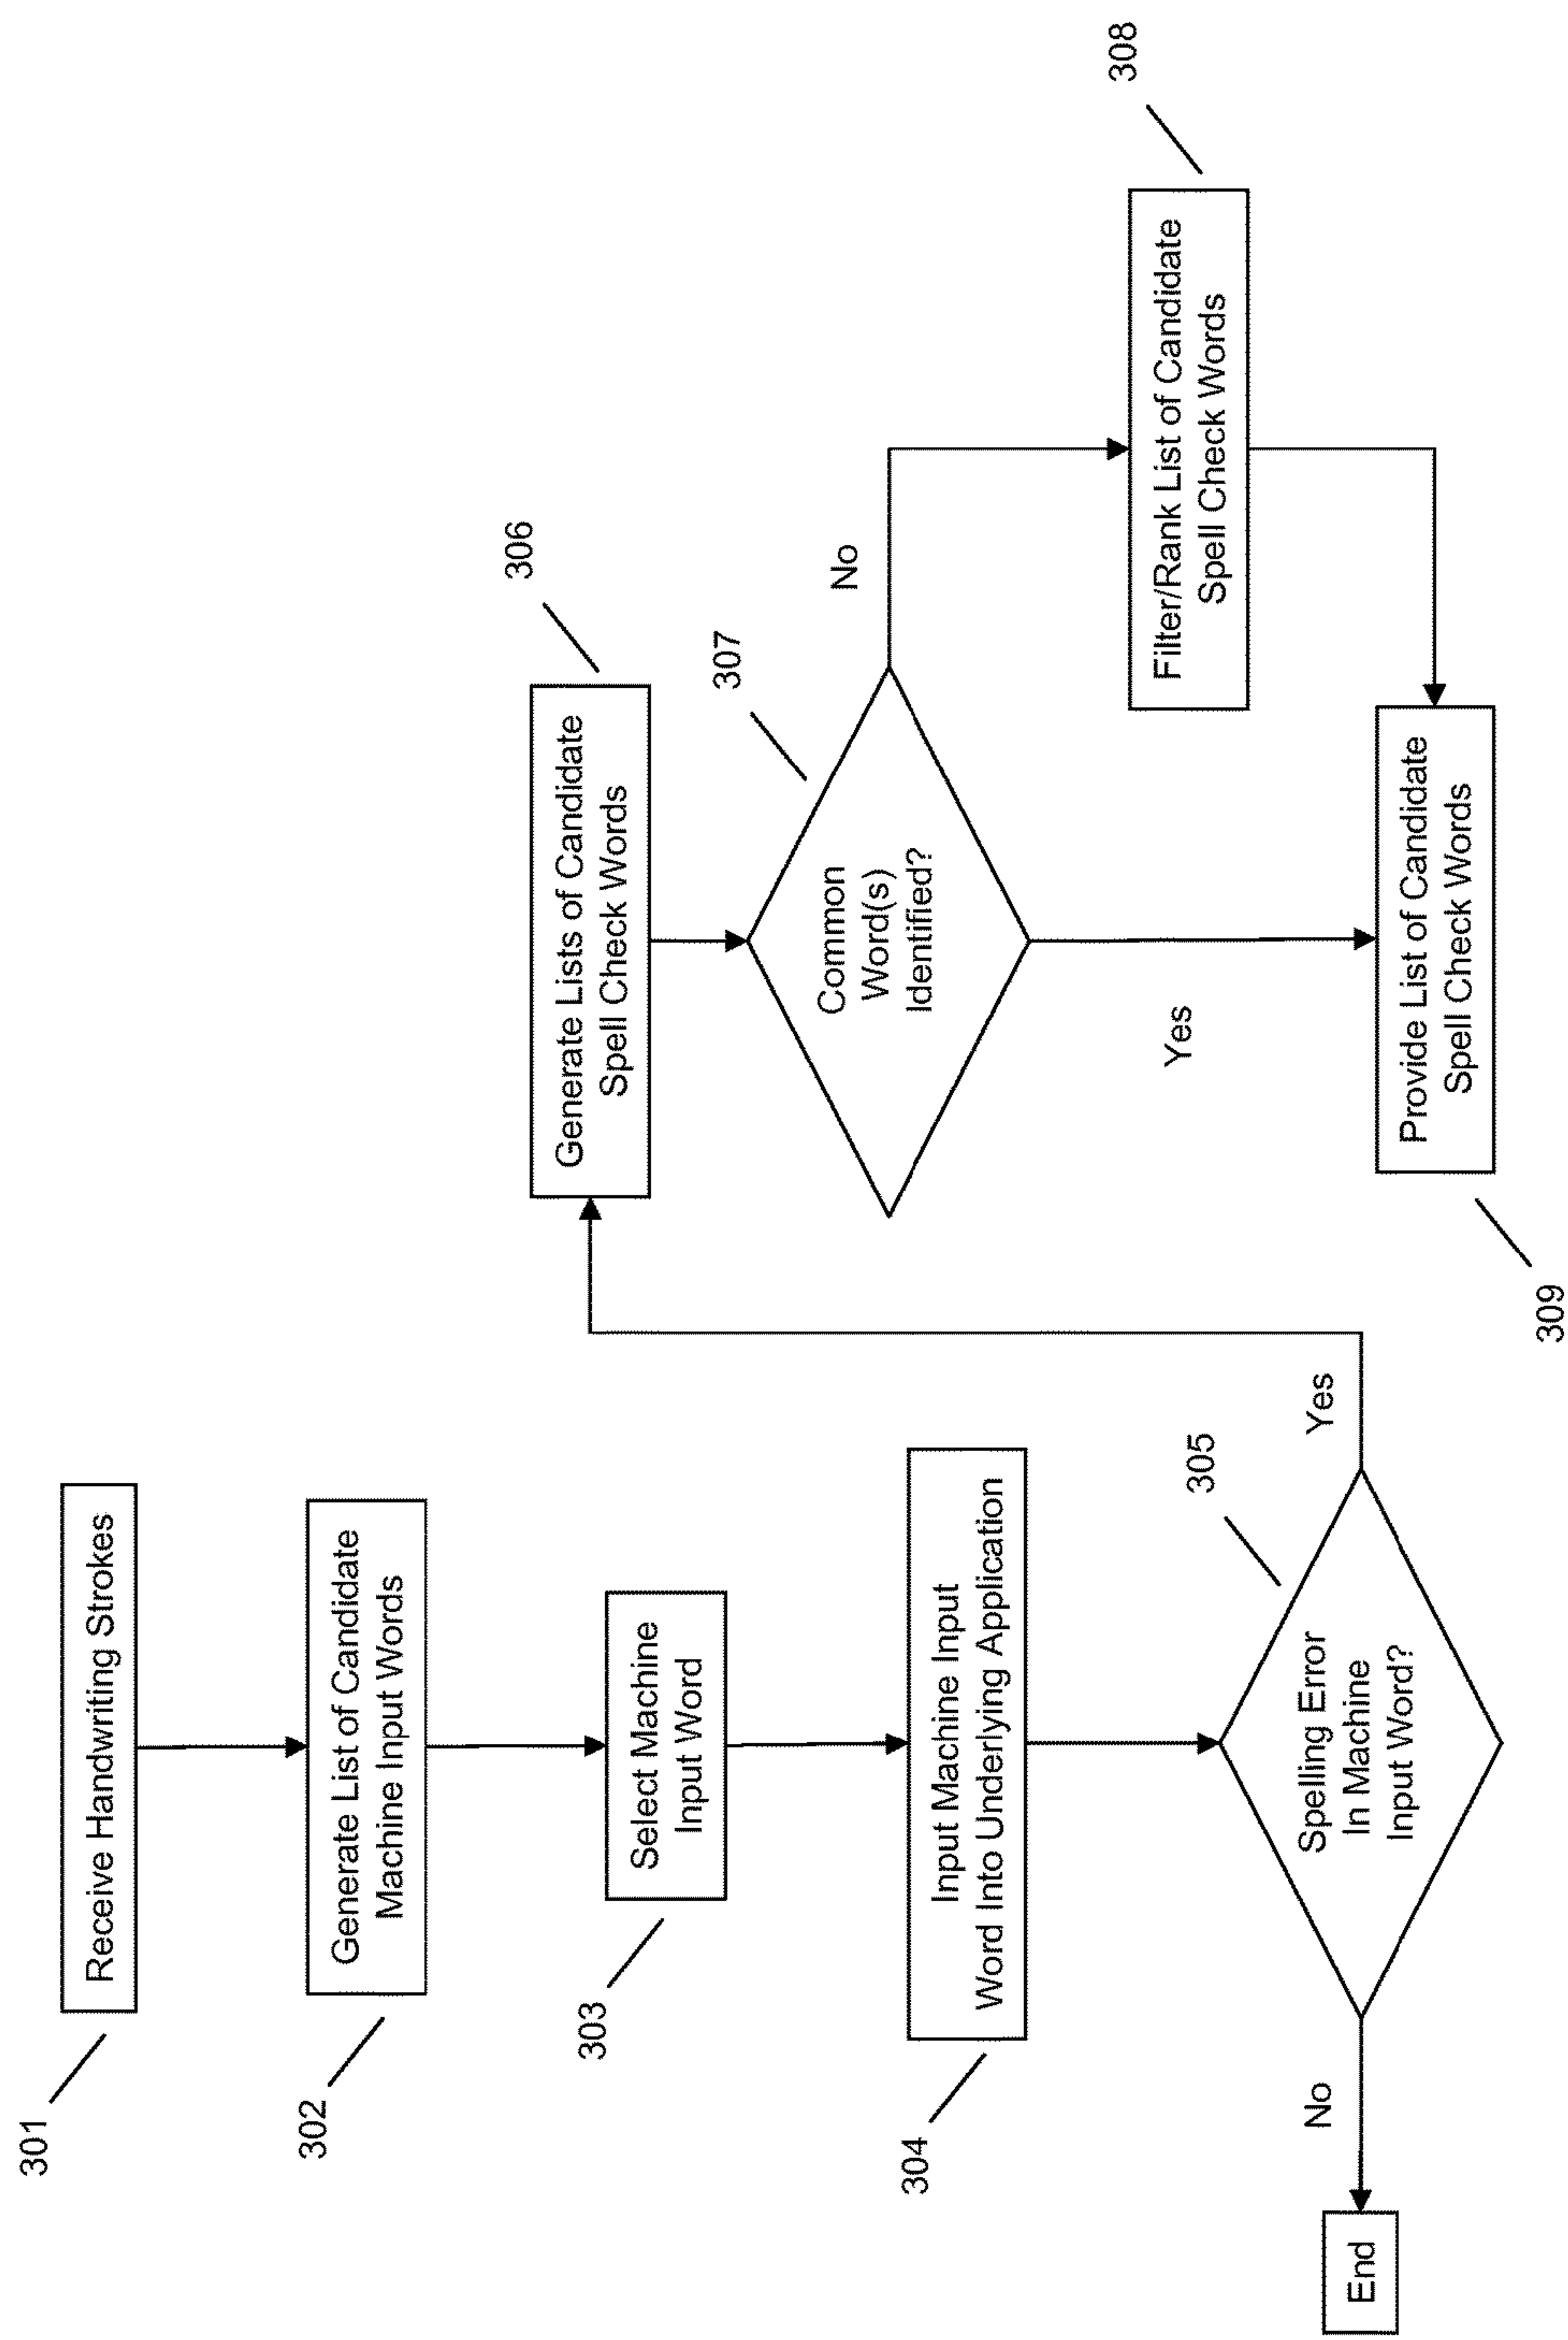 301
Receive Handwriting Strokes
302
Generate List of Candidate
Machine Input Words
303
Select Machine
Input Word
304
Input Machine Input
Word Into Underlying Application
305
Spelling Error
In Machine
Input Word?
No
End
Yes
306
Generate Lists of Candidate
Spell Check Words
307
Common
Word(s)
Identified?
No
308
Filter/Rank List of Candidate
Spell Check Words
Yes
309
Provide List of Candidate
Spell Check Words